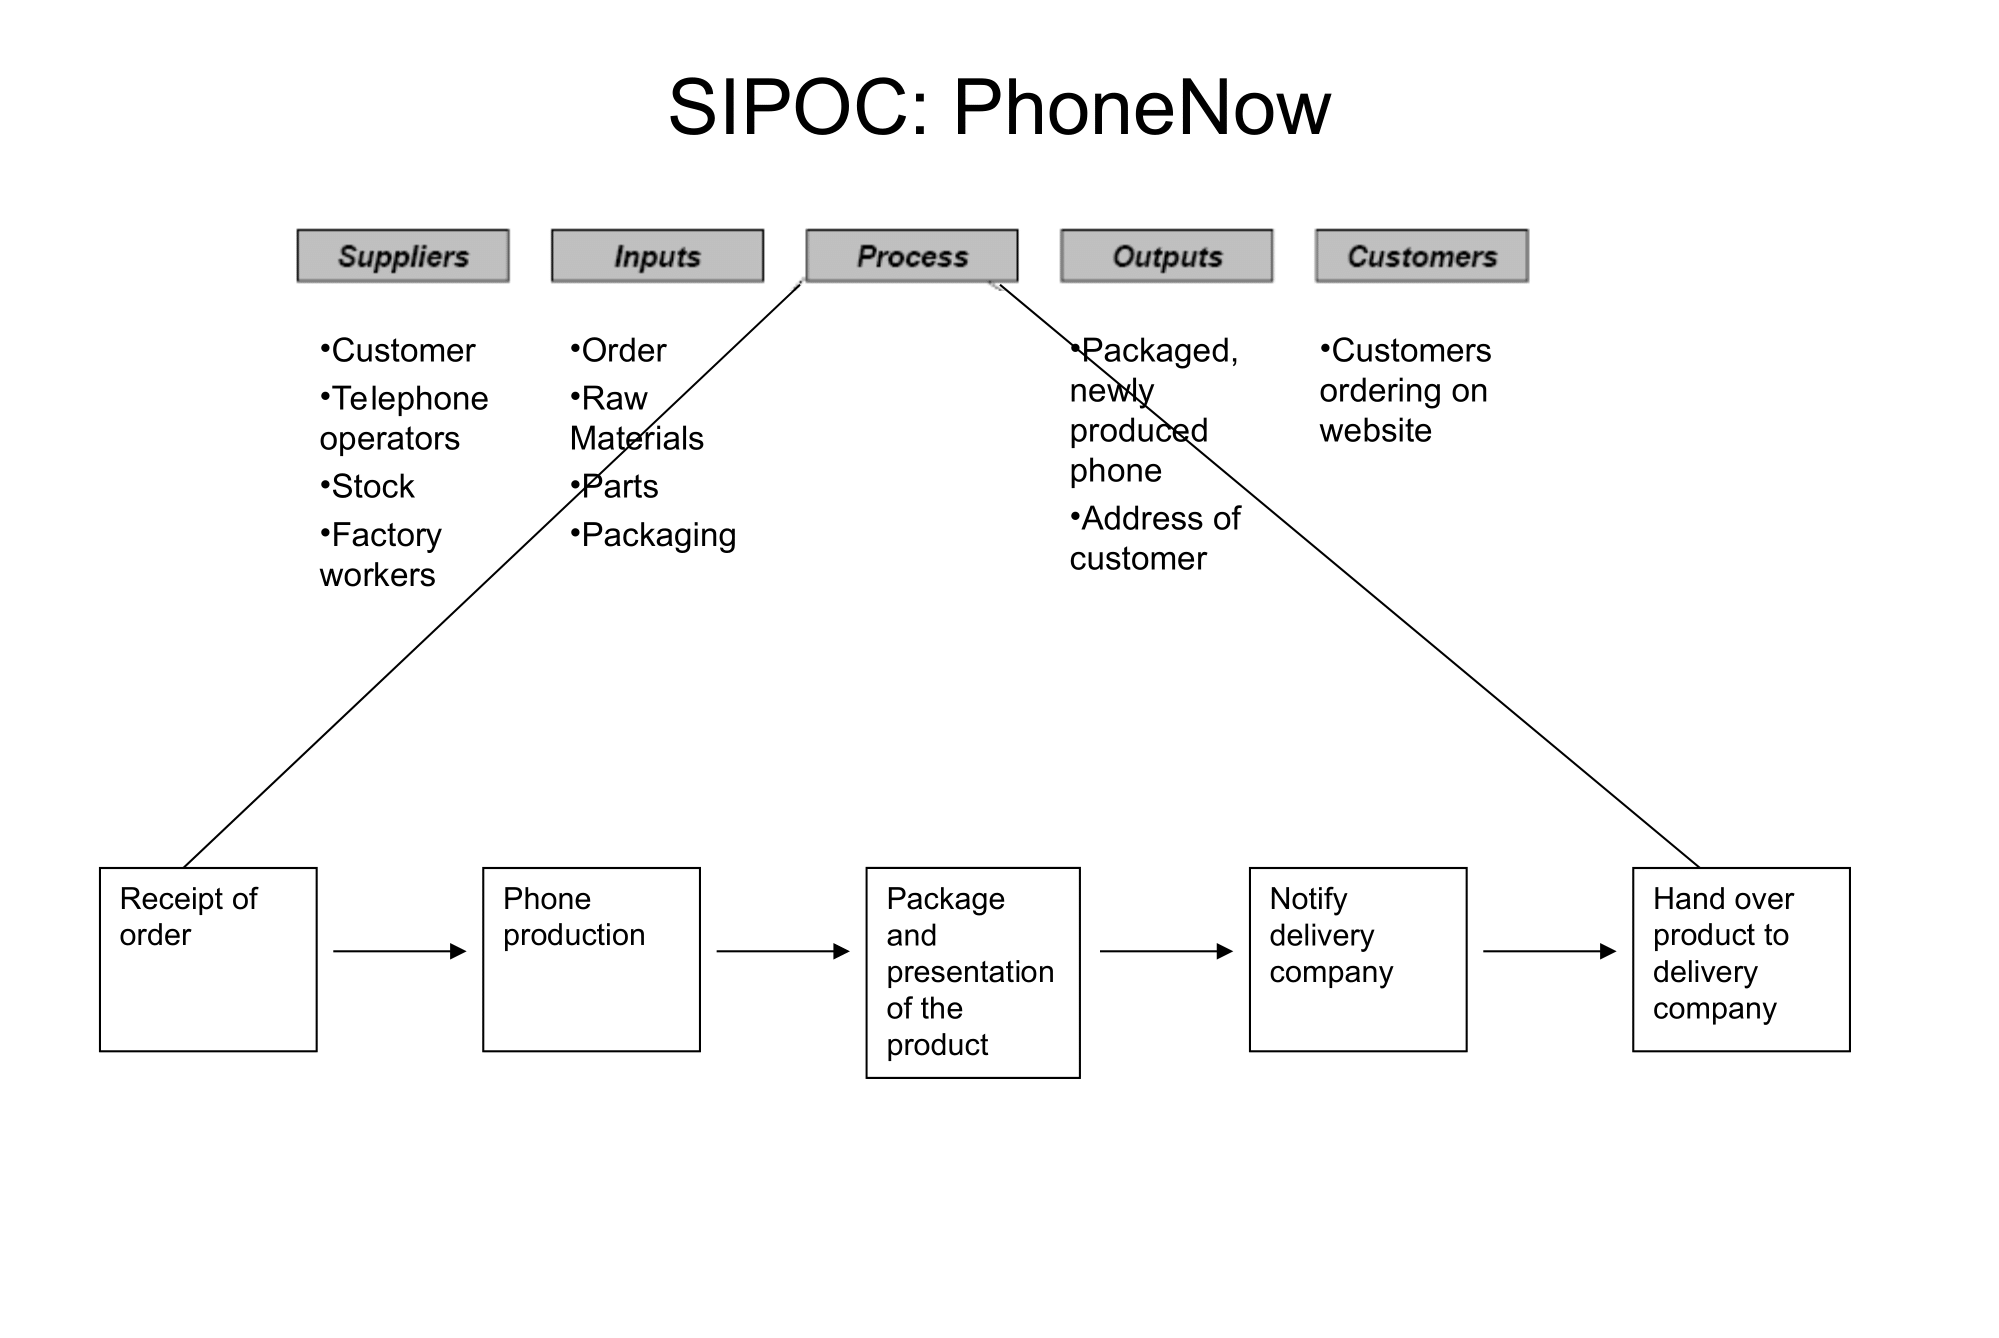 SIPOC: PhoneNow
Suppliers
Inputs
Process
Outputs
Customers
•Customer
•Telephone
operators
•Stock
•Factory
workers
•Order
•Raw
Materials
•Parts
•Packaging
•Packaged,
newly
produced
phone
•Address of
customer
•Customers
ordering on
website
Receipt of
order
Phone
production
Package
and
presentation
of the
product
Notify
delivery
company
Hand over
product to
delivery
company